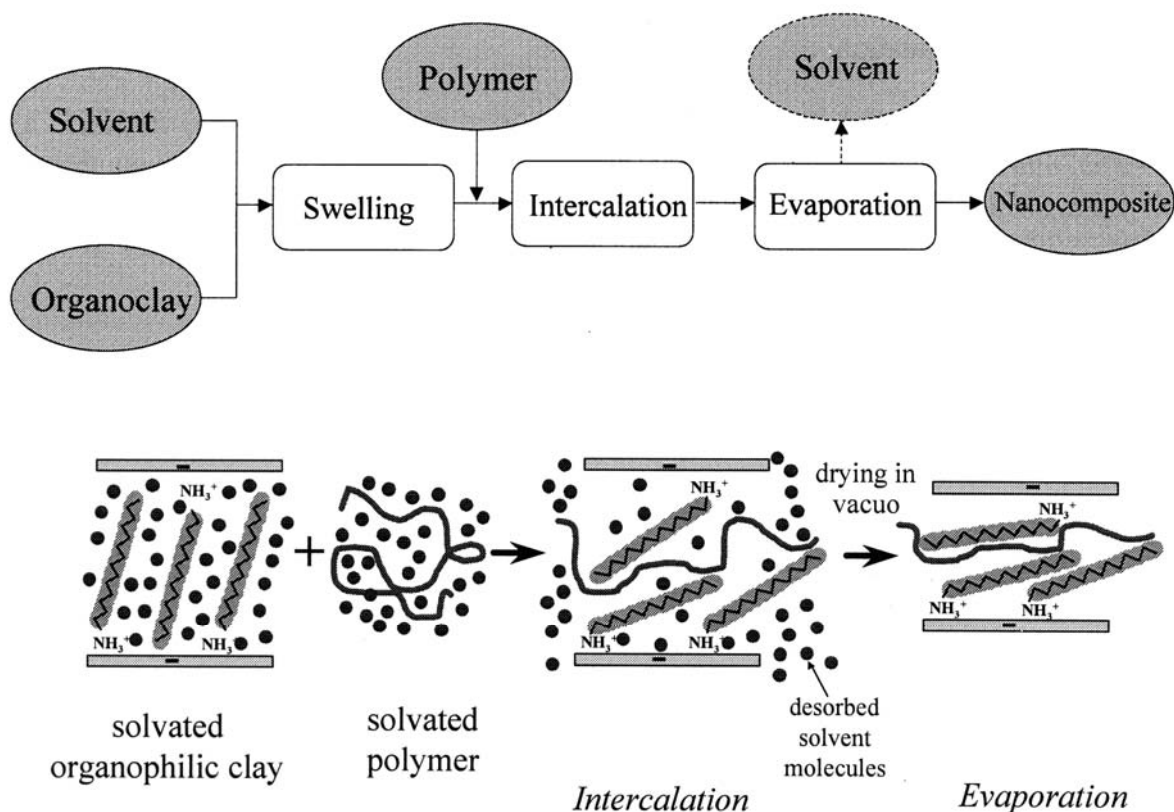 Solvent
Polymer
Solvent
Swelling
Intercalation
Evaporation
Nanocomposite
Organoclay
NH₃⁺
NH₃⁺
NH₃⁺
solvated
organophilic clay
+
solvated
polymer
NH₃⁺
NH₃⁺
NH₃⁺
desorbed
solvent
molecules
Intercalation
drying in
vacuo
NH₃⁺
NH₃⁺
NH₃⁺
Evaporation